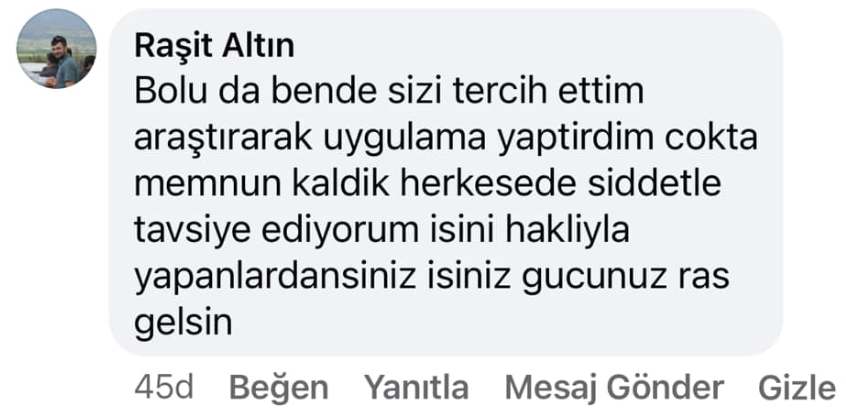 Raşit Altın
Bolu da bende sizi tercih ettim
araştırarak uygulama yaptirdim cokta
memnun kaldik herkesede siddetle
tavsiye ediyorum isini hakliyla
yapanlardansiniz isiniz gucunuz ras
gelsin
45d Beğen Yanıtla Mesaj Gönder Gizle